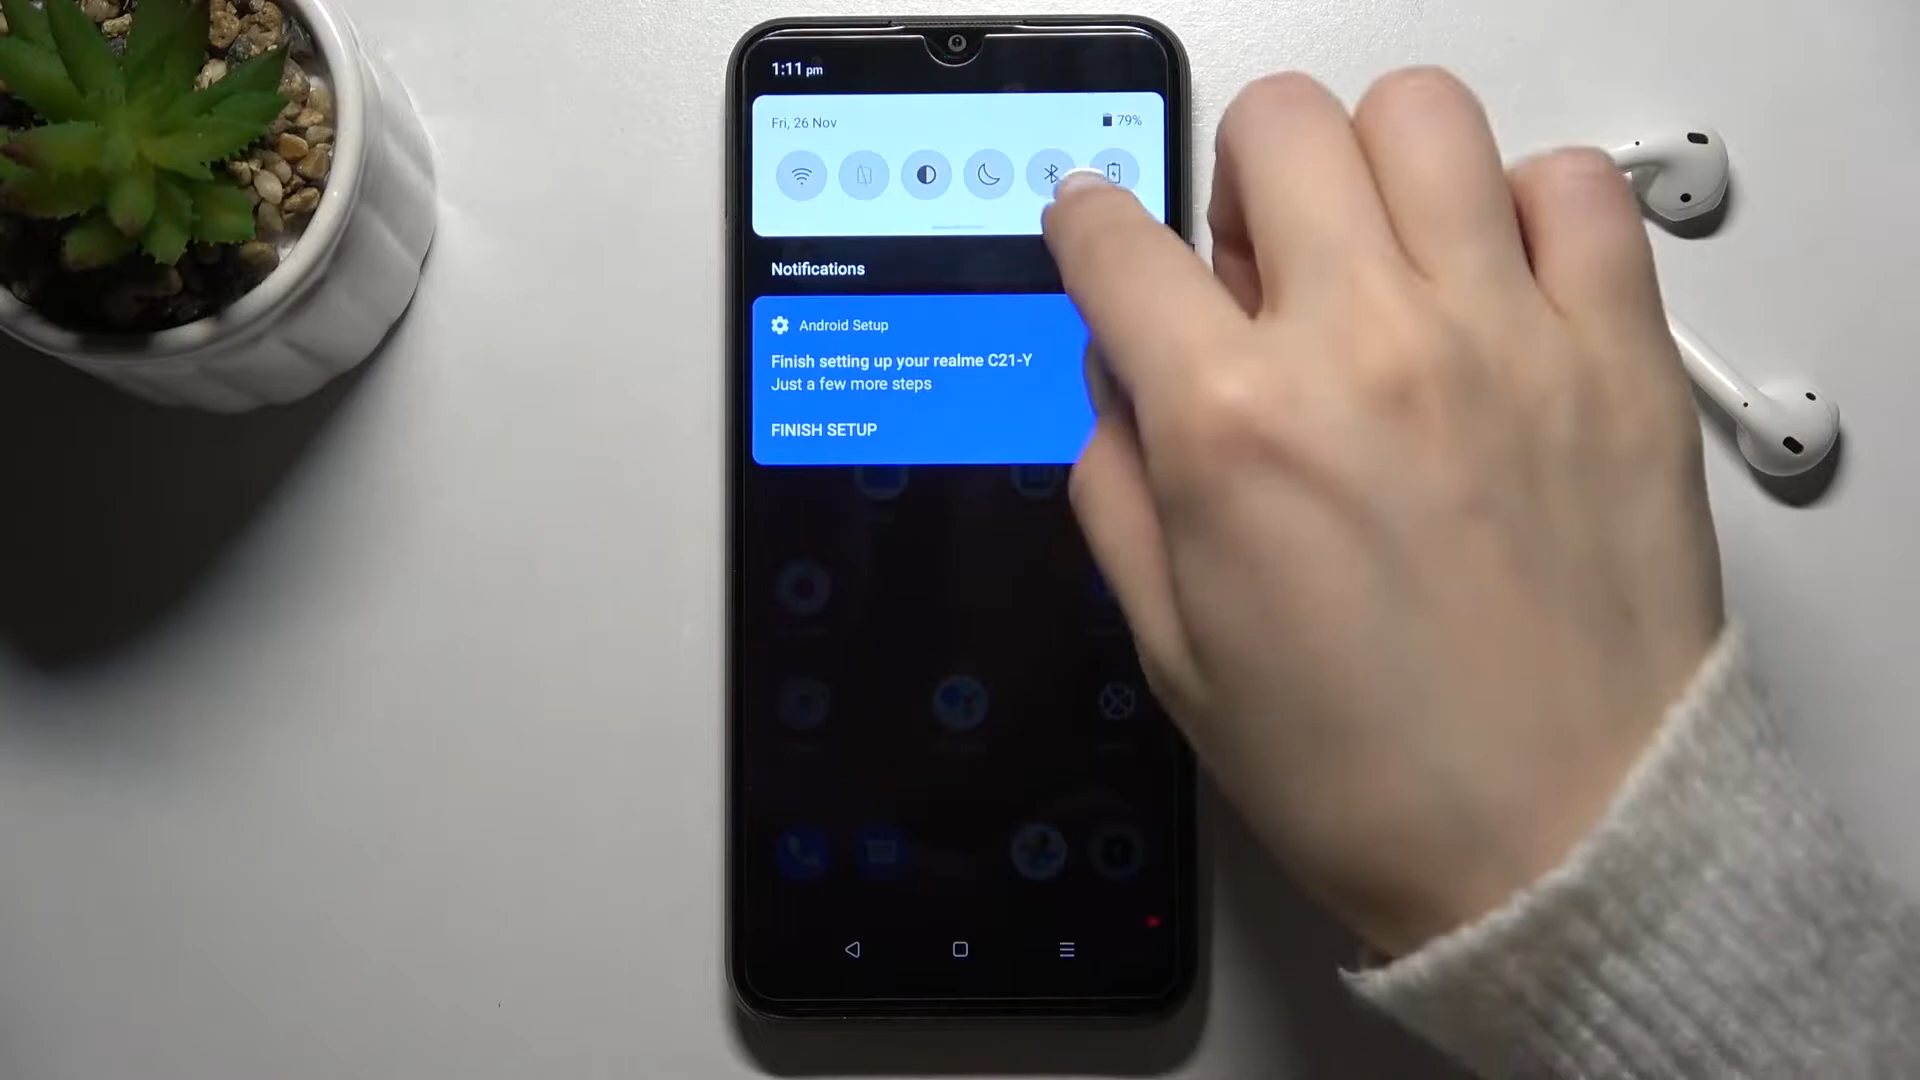 1:11 pm
Fri, 26 Nov
79%
Notifications
Android Setup
Finish setting up your realme C21-Y
Just a few more steps
FINISH SETUP